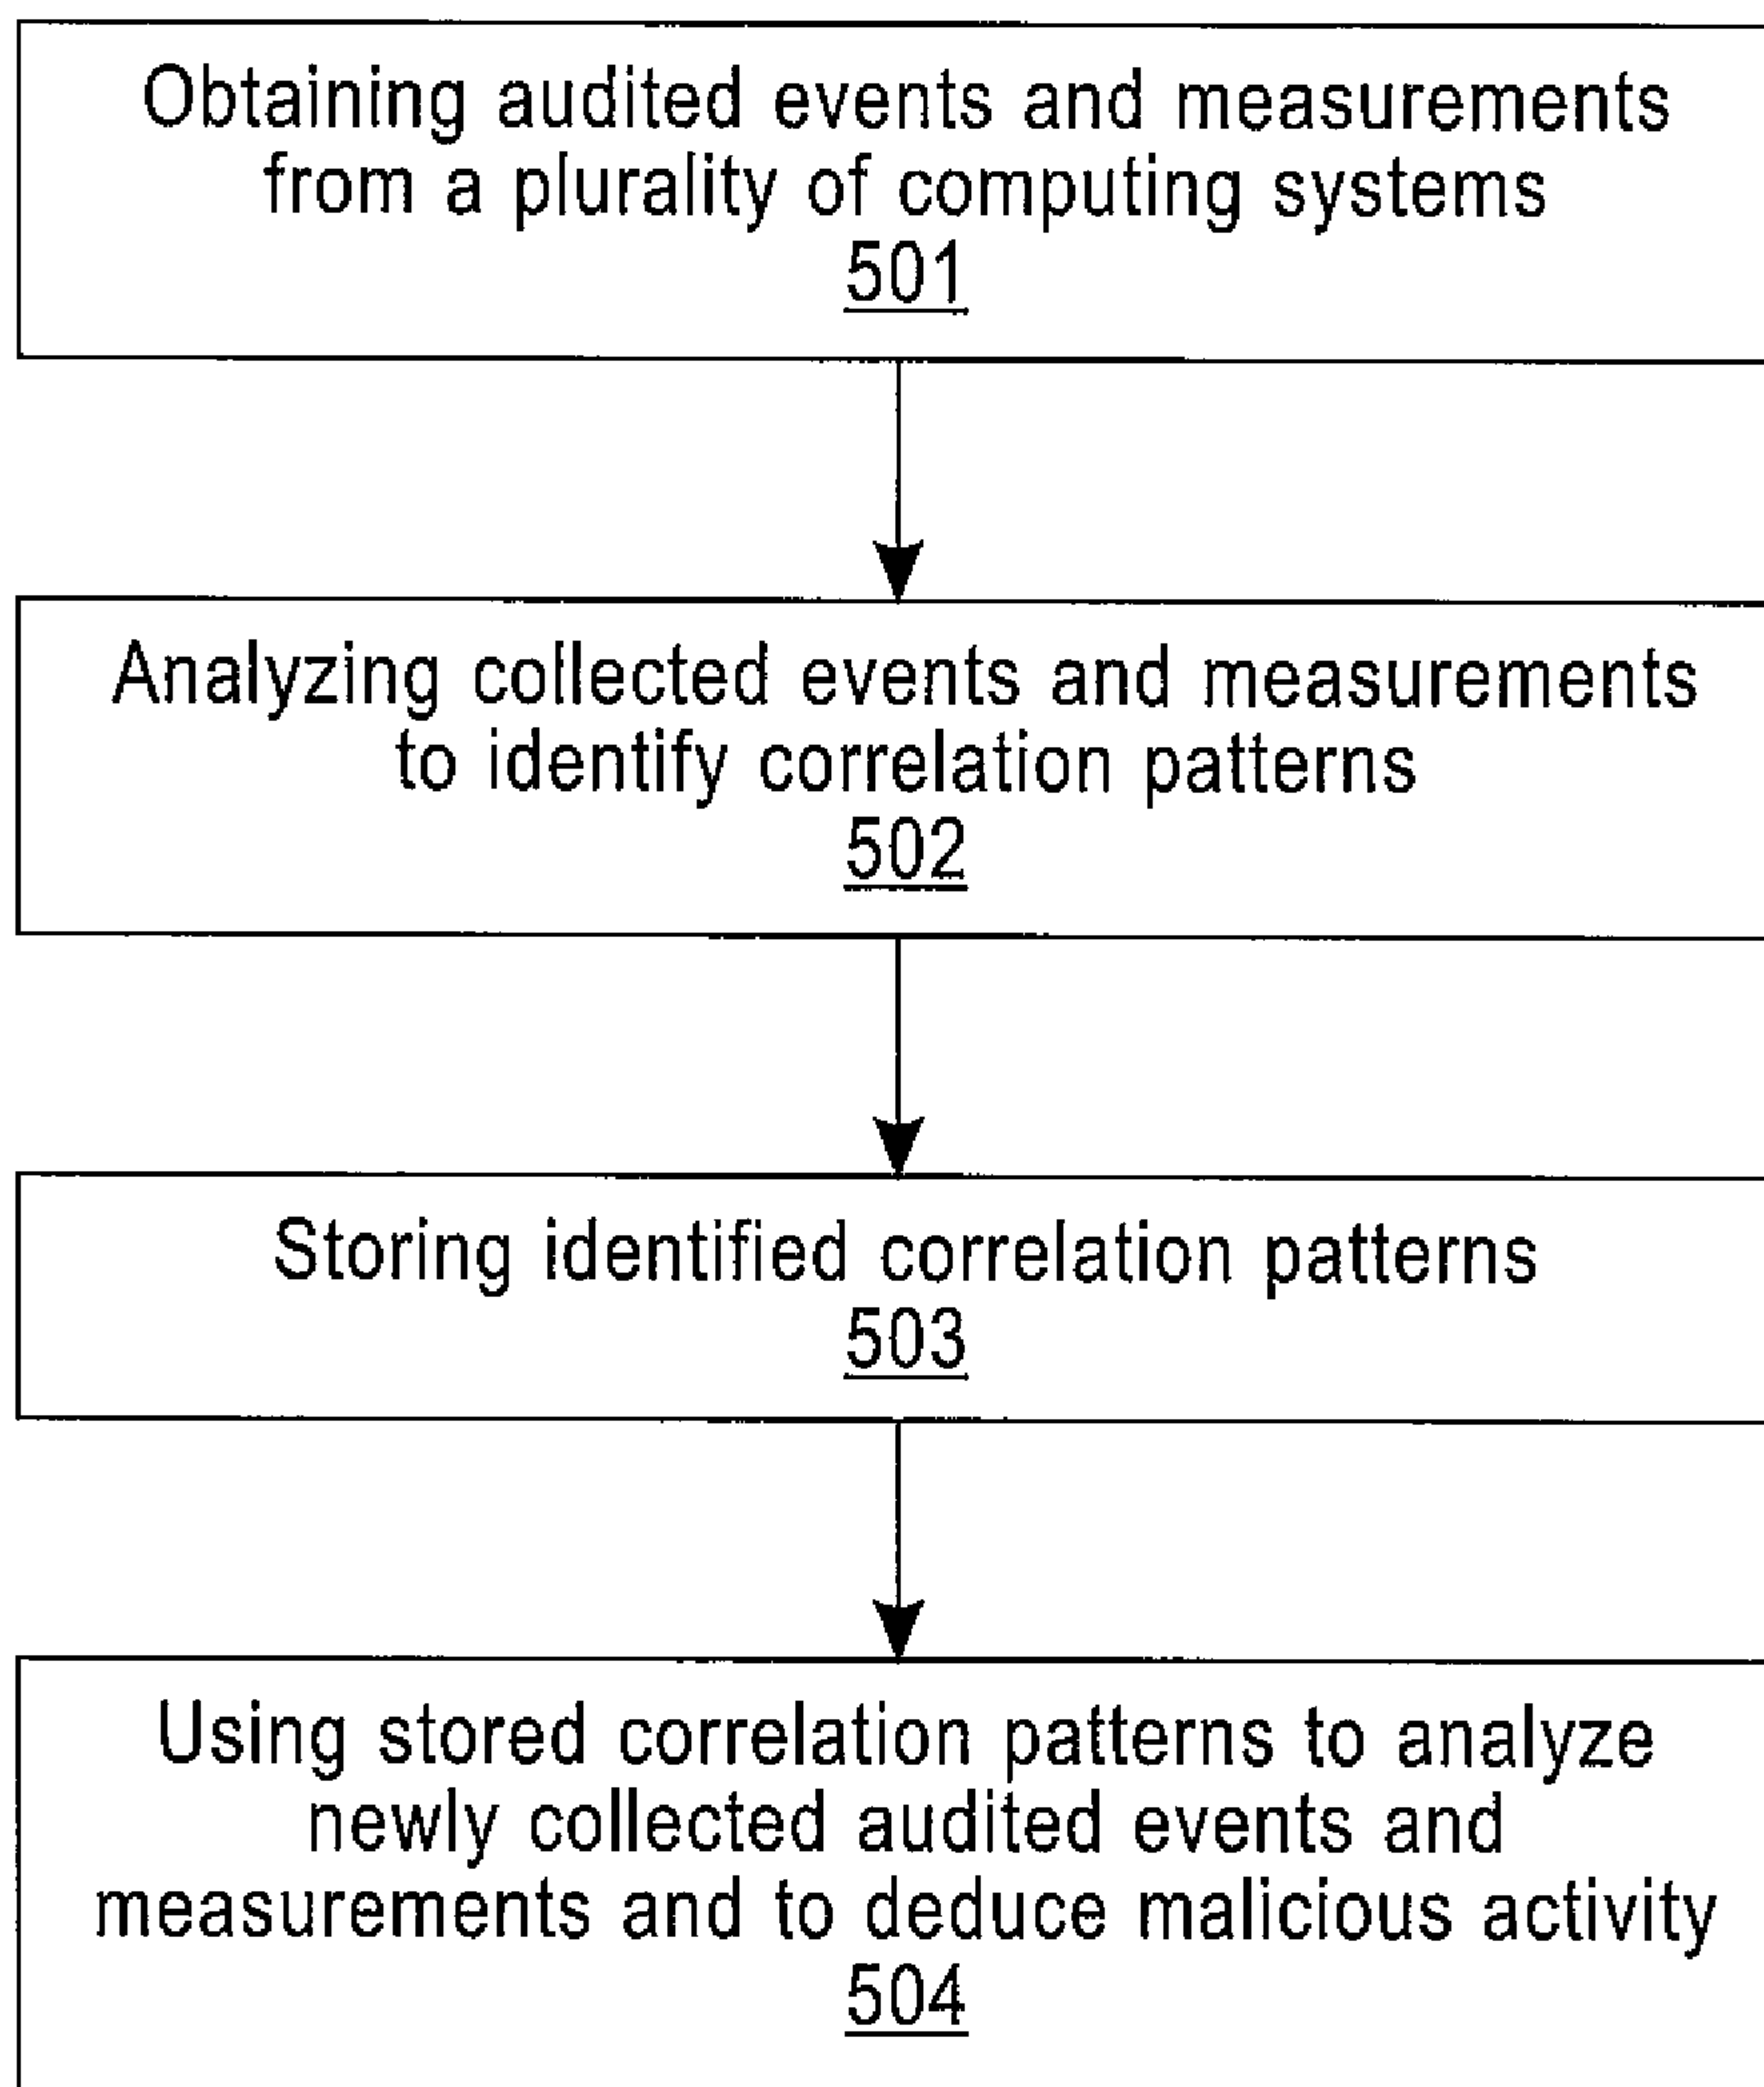 Obtaining audited events and measurements
from a plurality of computing systems
501
Analyzing collected events and measurements
to identify correlation patterns
502
Storing identified correlation patterns
503
Using stored correlation patterns to analyze
newly collected audited events and
measurements and to deduce malicious activity
504